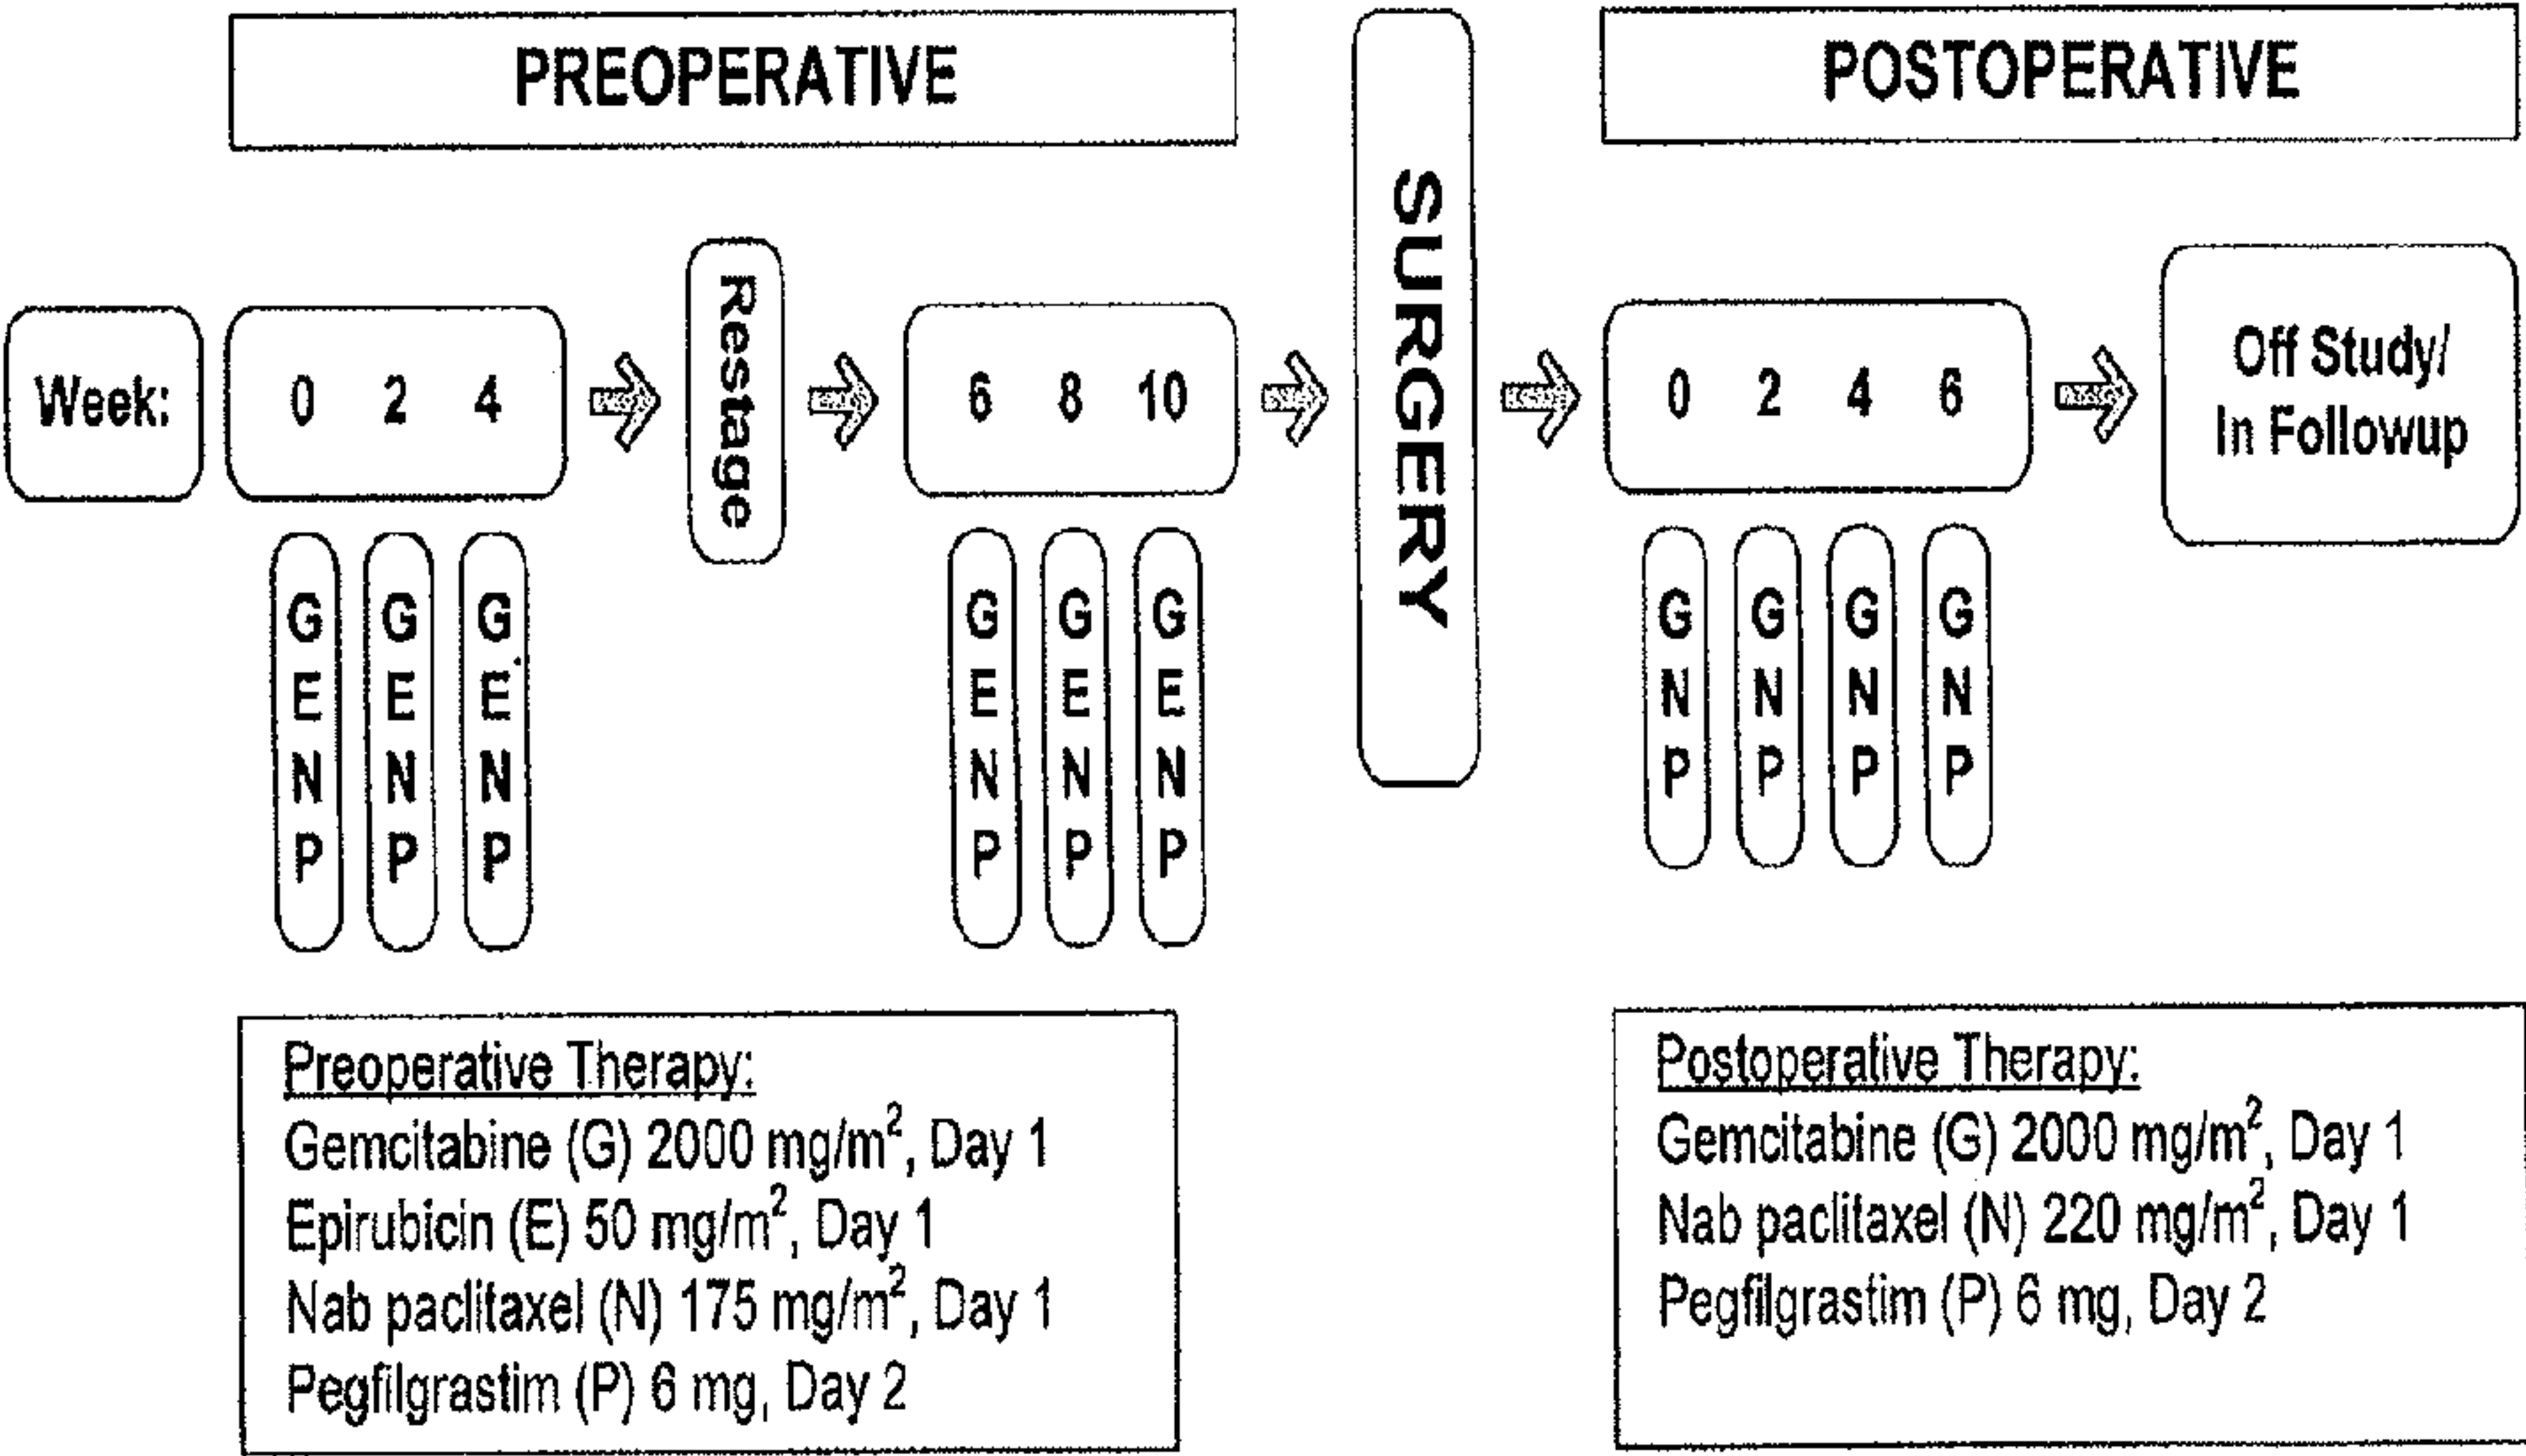 PREOPERATIVE
POSTOPERATIVE
SURGERY
Week:
0 2 4
Restage
6 8 10
0 2 4 6
Off Study/
In Followup
G G G G G G G G G G
E E E E E E N N N N
N N N N N N P P P P
P P P P P P
Preoperative Therapy:
Gemcitabine (G) 2000 mg/m², Day 1
Epirubicin (E) 50 mg/m², Day 1
Nab paclitaxel (N) 175 mg/m², Day 1
Pegfilgrastim (P) 6 mg, Day 2
Postoperative Therapy:
Gemcitabine (G) 2000 mg/m², Day 1
Nab paclitaxel (N) 220 mg/m², Day 1
Pegfilgrastim (P) 6 mg, Day 2